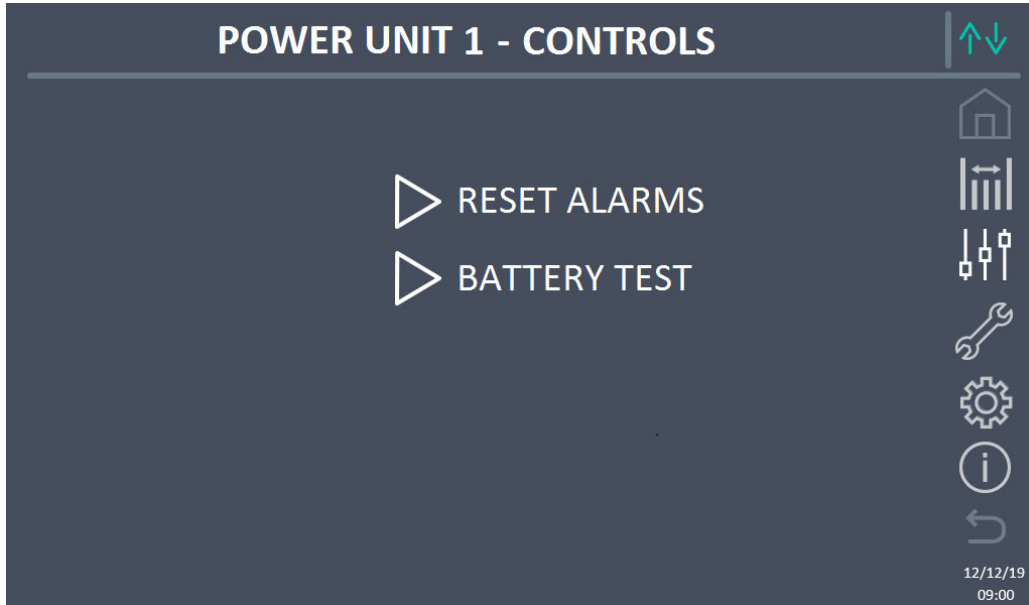 POWER UNIT 1 - CONTROLS
RESET ALARMS
BATTERY TEST
12/12/19
09:00